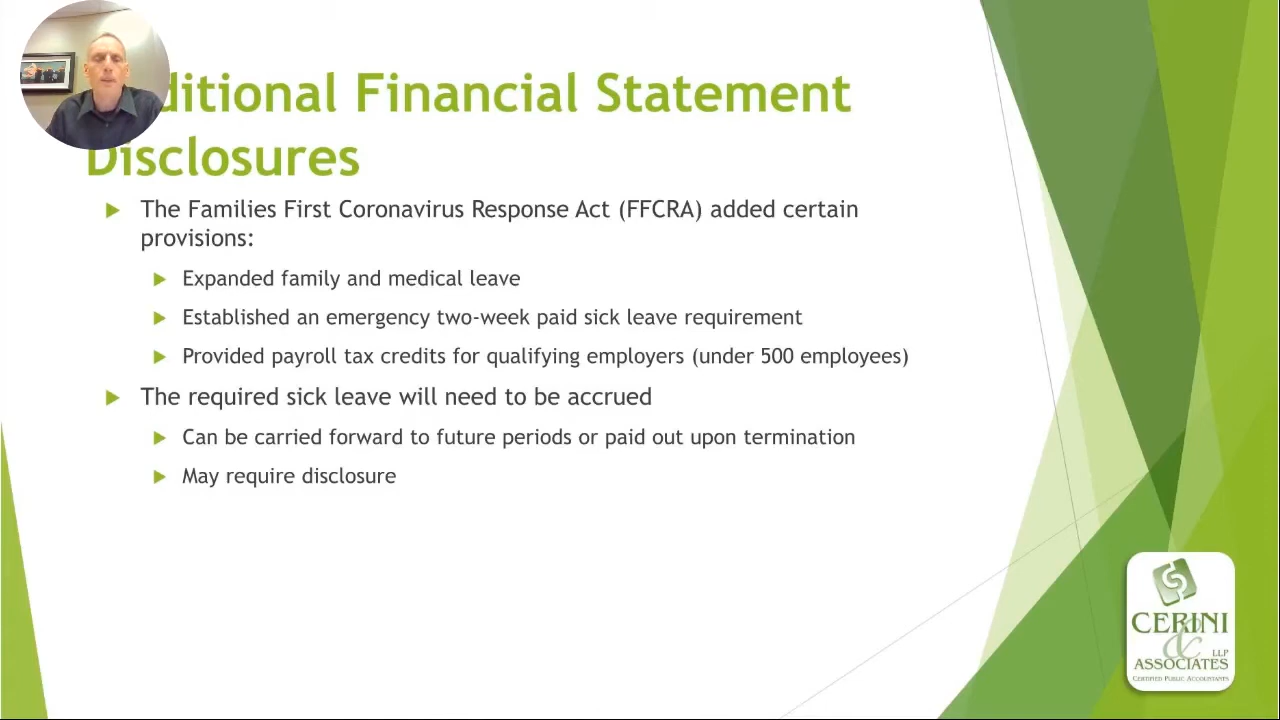 ditional Financial Statement
Disclosures
The Families First Coronavirus Response Act (FFCRA) added certain
provisions:
Expanded family and medical leave
Established an emergency two-week paid sick leave requirement
Provided payroll tax credits for qualifying employers (under 500 employees)
The required sick leave will need to be accrued
Can be carried forward to future periods or paid out upon termination
May require disclosure
CERINI
&
LLP
ASSOCIATES
CERTIFIED PUBLIC ACCOUNTANTS